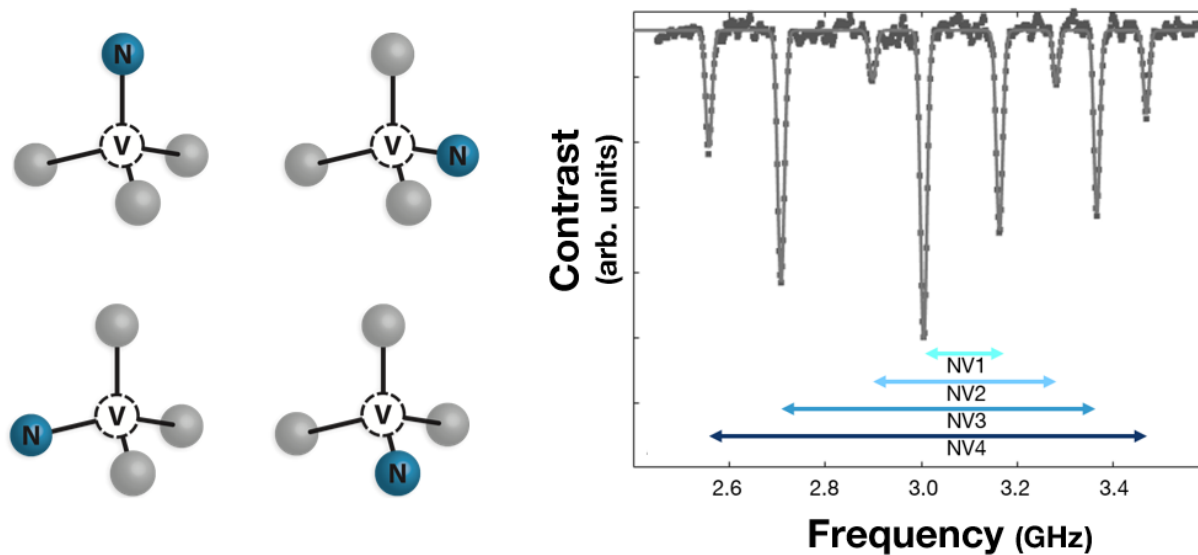 N
V
V
N
V
N
V
N
Contrast
(arb. units)
NV1
NV2
NV3
NV4
2.6 2.8 3.0 3.2 3.4
Frequency (GHz)